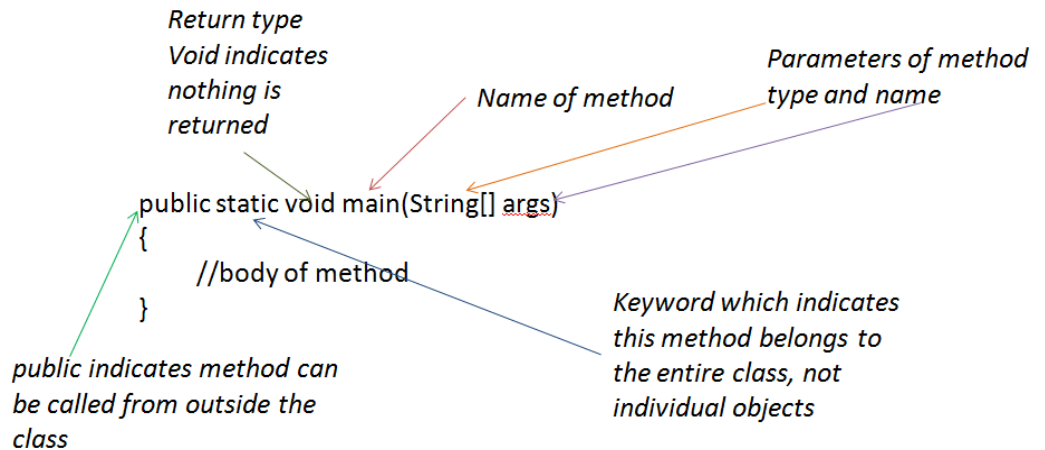 Return type
Void indicates
nothing is
returned
Name of method
Parameters of method
type and name
public static void main(String[] args)
{
//body of method
}
Keyword which indicates
this method belongs to
the entire class, not
individual objects
public indicates method can
be called from outside the
class